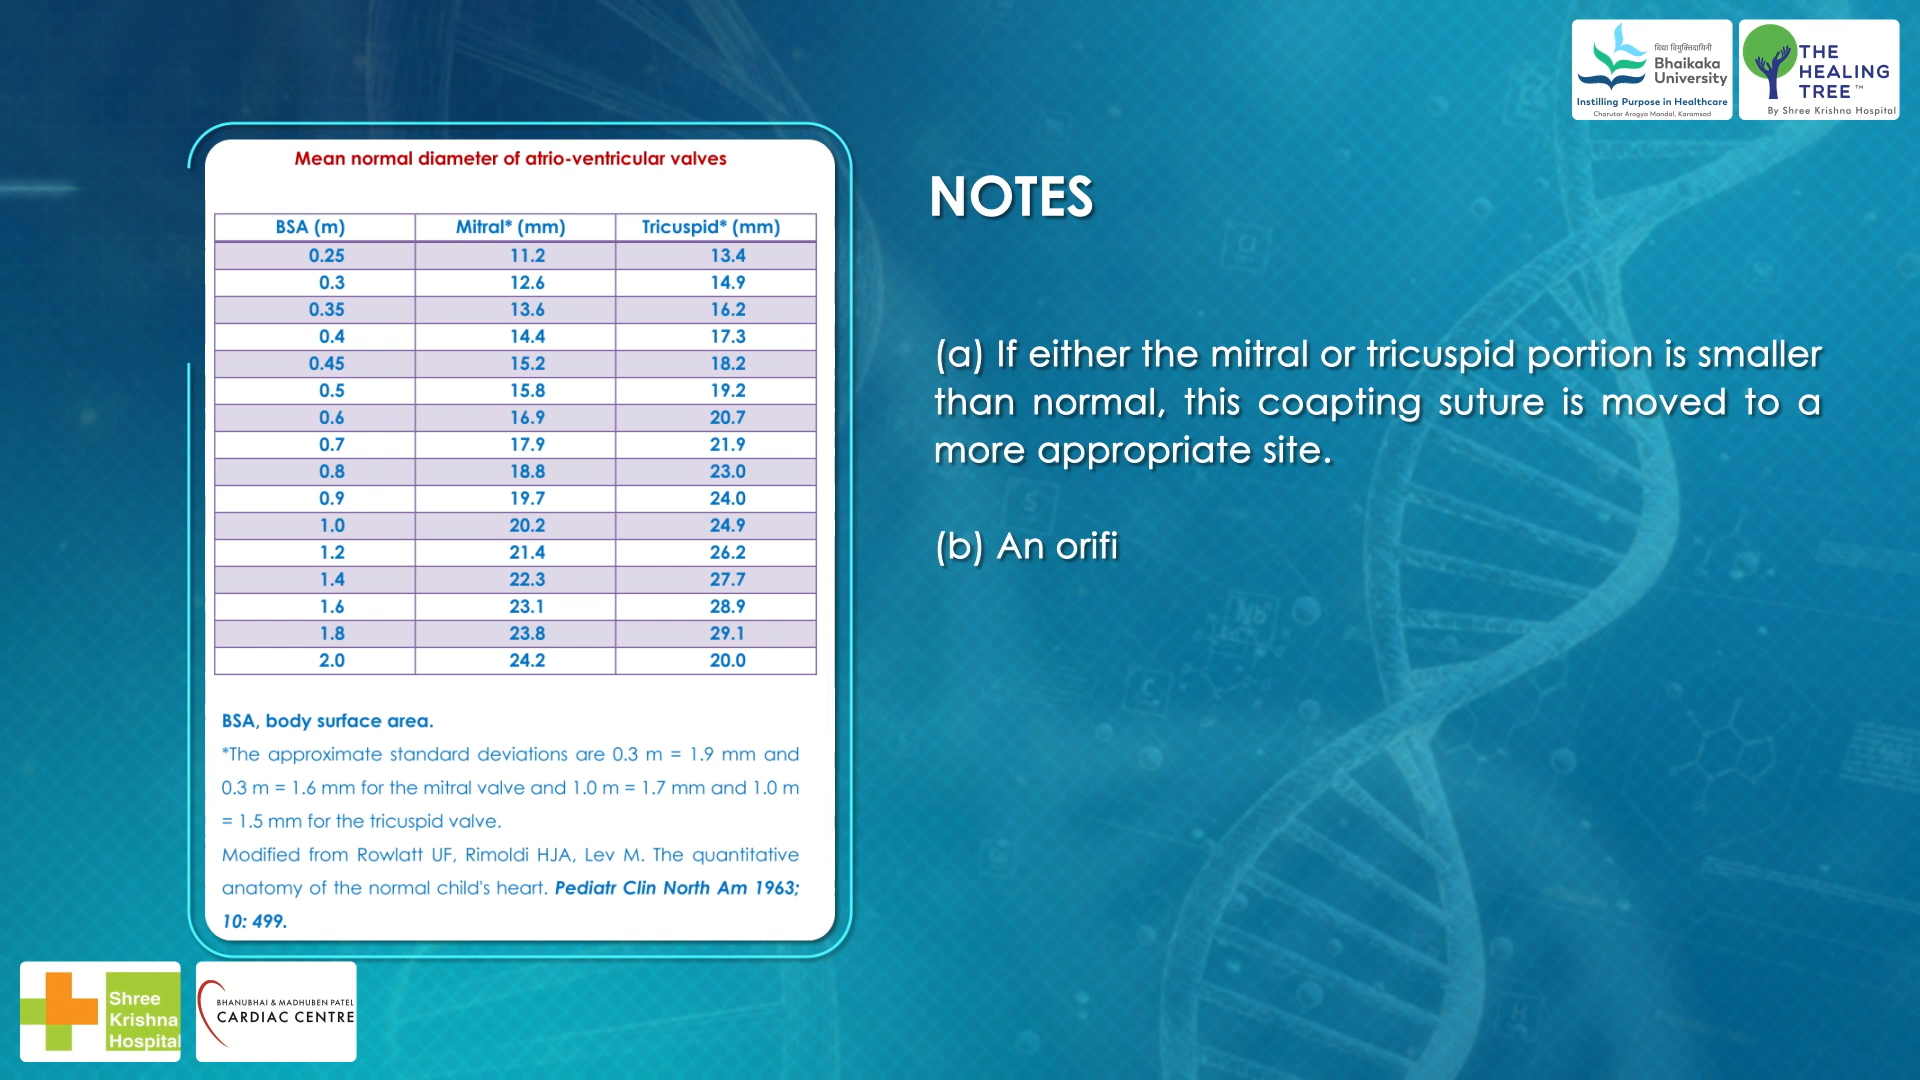 विद्या विमुक्तिदायिनी
Bhaikaka
University
Instilling Purpose in Healthcare
Charutar Arogya Mandal, Karamsad
THE
HEALING
TREE™
By Shree Krishna Hospital
Mean normal diameter of atrio-ventricular valves
BSA (m) Mitral* (mm) Tricuspid* (mm)
0.25 11.2 13.4
0.3 12.6 14.9
0.35 13.6 16.2
0.4 14.4 17.3
0.45 15.2 18.2
0.5 15.8 19.2
0.6 16.9 20.7
0.7 17.9 21.9
0.8 18.8 23.0
0.9 19.7 24.0
1.0 20.2 24.9
1.2 21.4 26.2
1.4 22.3 27.7
1.6 23.1 28.9
1.8 23.8 29.1
2.0 24.2 20.0
BSA, body surface area.
*The approximate standard deviations are 0.3 m = 1.9 mm and
0.3 m = 1.6 mm for the mitral valve and 1.0 m = 1.7 mm and 1.0 m
= 1.5 mm for the tricuspid valve.
Modified from Rowlatt UF, Rimoldi HJA, Lev M. The quantitative
anatomy of the normal child's heart. Pediatr Clin North Am 1963;
10: 499.
NOTES
(a) If either the mitral or tricuspid portion is smaller
than normal, this coapting suture is moved to a
more appropriate site.
(b) An orifi
Shree
Krishna
Hospital
BHANUBHAI & MADHUBEN PATEL
CARDIAC CENTRE